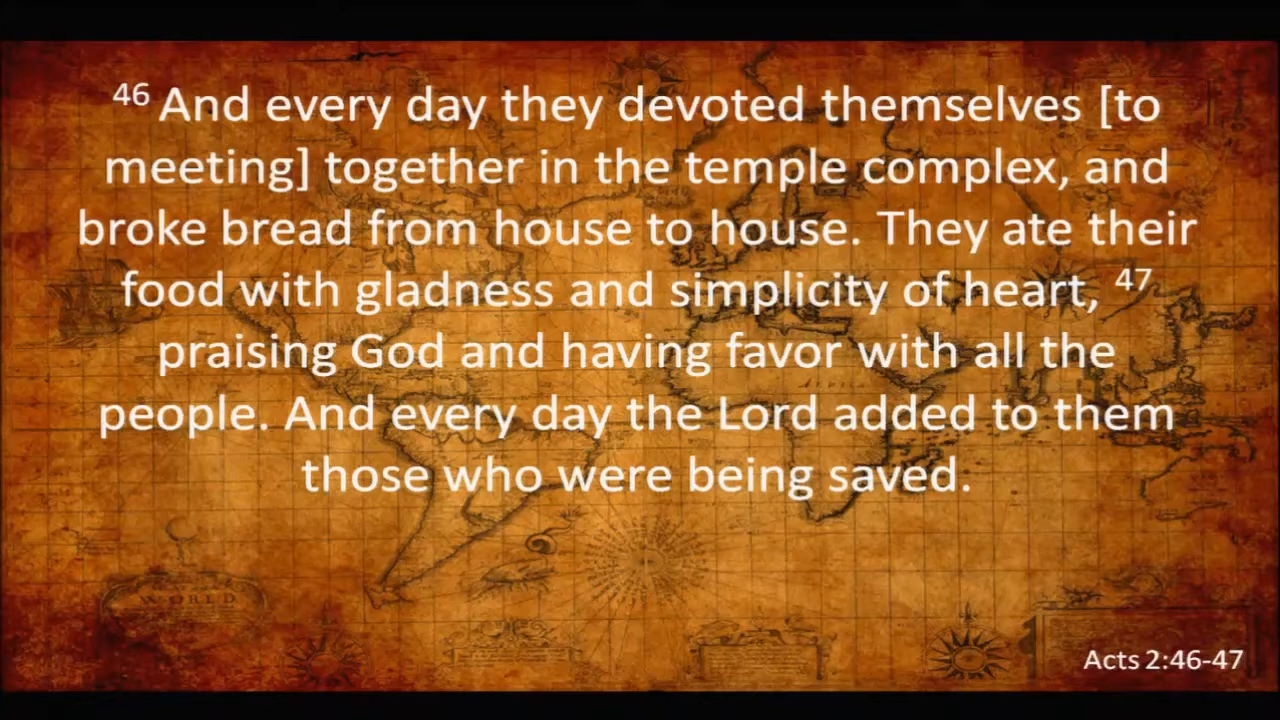 46 And every day they devoted themselves [to
meeting] together in the temple complex, and
broke bread from house to house. They ate their
food with gladness and simplicity of heart, 47
praising God and having favor with all the
people. And every day the Lord added to them
those who were being saved.
WORLD
Acts 2:46-47